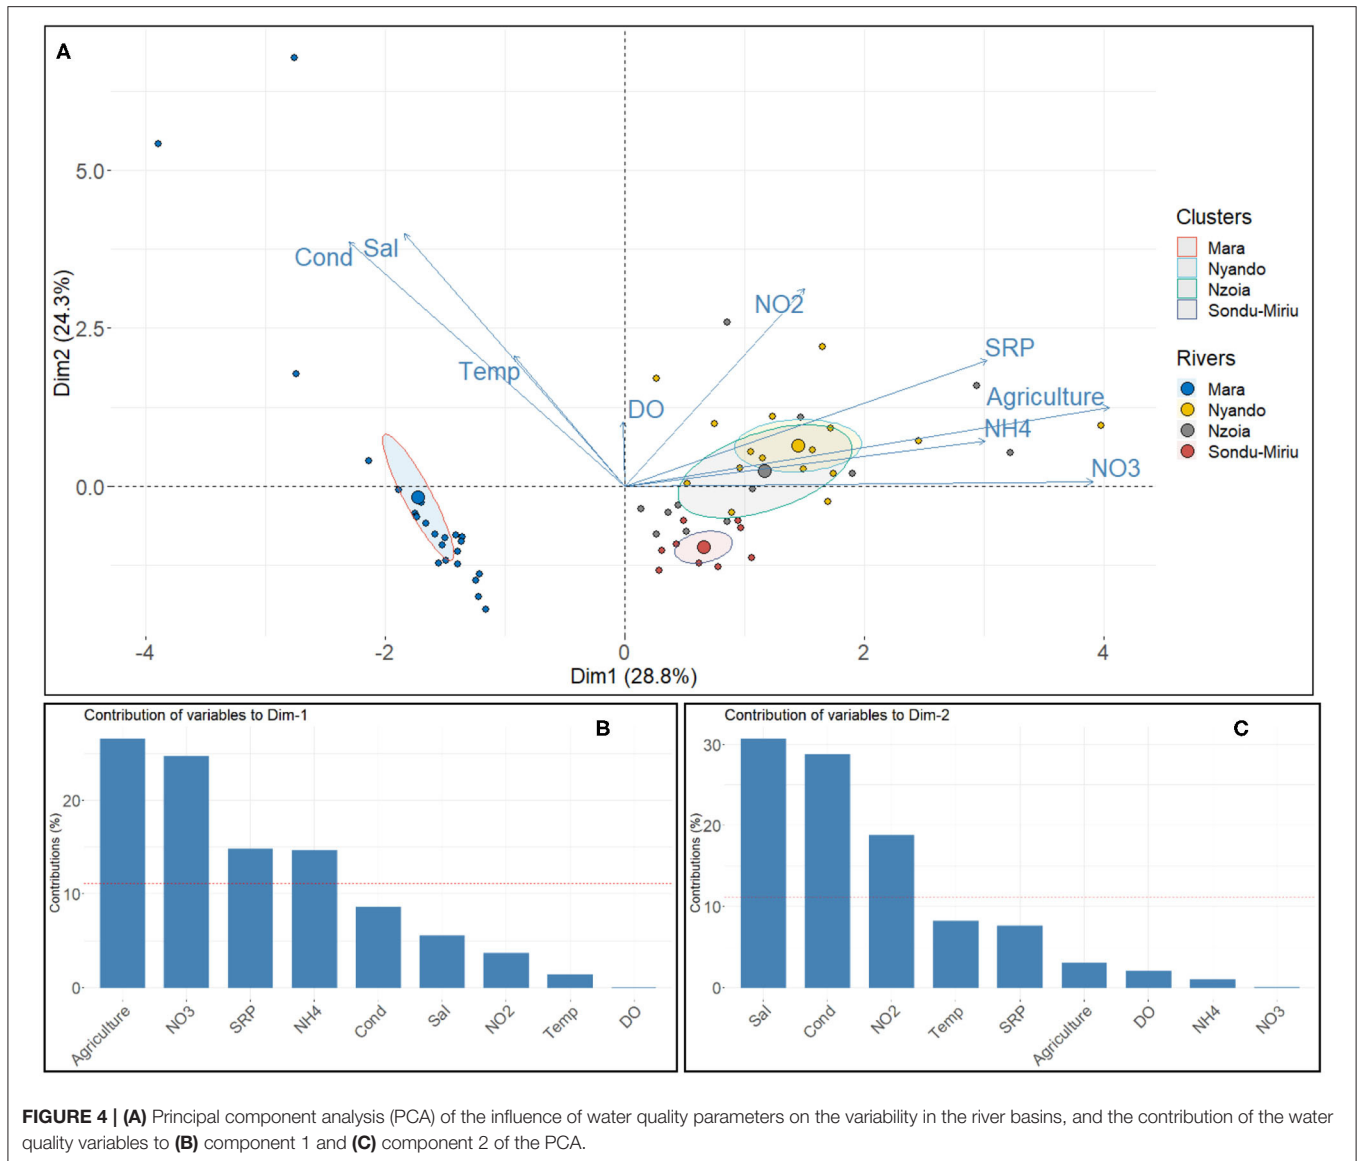 A
5.0
2.5
0.0
Dim2 (24.3%)
Cond
Sal
Temp
DO
NO2
SRP
Agriculture
NH4
NO3
-4
-2
0
2
4
Dim1 (28.8%)
Clusters
Mara
Nyando
Nzoia
Sondu-Miriu
Rivers
Mara
Nyando
Nzoia
Sondu-Miriu
Contribution of variables to Dim-1
B
Contributions (%)
20
10
0
Agriculture
NO3
SRP
NH4
Cond
Sal
NO2
Temp
DO
Contribution of variables to Dim-2
C
Contributions (%)
30
20
10
0
Sal
Cond
NO2
Temp
SRP
Agriculture
DO
NH4
NO3
FIGURE 4 | (A) Principal component analysis (PCA) of the influence of water quality parameters on the variability in the river basins, and the contribution of the water
quality variables to (B) component 1 and (C) component 2 of the PCA.